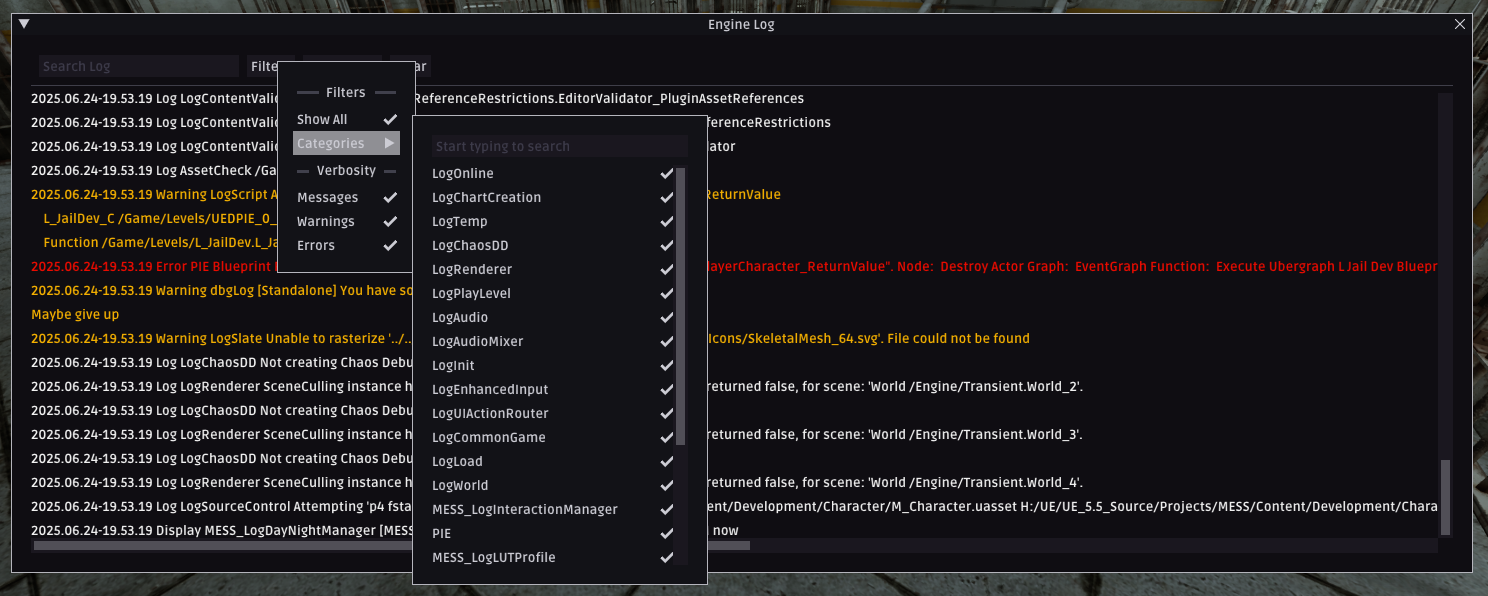 Engine Log
Search Log
Filte
ar
Filters
Show All
Categories
Verbosity
Messages
Warnings
Errors
Start typing to search
LogOnline
LogChartCreation
LogTemp
LogChaosDD
LogRenderer
LogPlayLevel
LogAudio
LogAudioMixer
LogInit
LogEnhancedInput
LogUIActionRouter
LogCommonGame
LogLoad
LogWorld
MESS_LogInteractionManager
PIE
MESS_LogLUTProfile
2025.06.24-19.53.19 Log LogContentValid ReferenceRestrictions.EditorValidator_PluginAssetReferences
2025.06.24-19.53.19 Log LogContentValid ferenceRestrictions
2025.06.24-19.53.19 Log LogContentValid ator
2025.06.24-19.53.19 Log AssetCheck /Ga
2025.06.24-19.53.19 Warning LogScript A ReturnValue
L_JailDev_C /Game/Levels/UEDPIE_0_
Function /Game/Levels/L_JailDev.L_Ja
2025.06.24-19.53.19 Error PIE Blueprint layerCharacter_ReturnValue". Node: Destroy Actor Graph: EventGraph Function: Execute Ubergraph L Jail Dev Bluepr
2025.06.24-19.53.19 Warning dbgLog [Standalone] You have so
Maybe give up
2025.06.24-19.53.19 Warning LogSlate Unable to rasterize '../.. Icons/SkeletalMesh_64.svg'. File could not be found
2025.06.24-19.53.19 Log LogChaosDD Not creating Chaos Debu
2025.06.24-19.53.19 Log LogRenderer SceneCulling instance h returned false, for scene: 'World /Engine/Transient.World_2'.
2025.06.24-19.53.19 Log LogChaosDD Not creating Chaos Debu
2025.06.24-19.53.19 Log LogRenderer SceneCulling instance h returned false, for scene: 'World /Engine/Transient.World_3'.
2025.06.24-19.53.19 Log LogChaosDD Not creating Chaos Debu
2025.06.24-19.53.19 Log LogRenderer SceneCulling instance h returned false, for scene: 'World /Engine/Transient.World_4'.
2025.06.24-19.53.19 Log LogSourceControl Attempting 'p4 fsta ent/Development/Character/M_Character.uasset H:/UE/UE_5.5_Source/Projects/MESS/Content/Development/Chara
2025.06.24-19.53.19 Display MESS_LogDayNightManager [MESS now